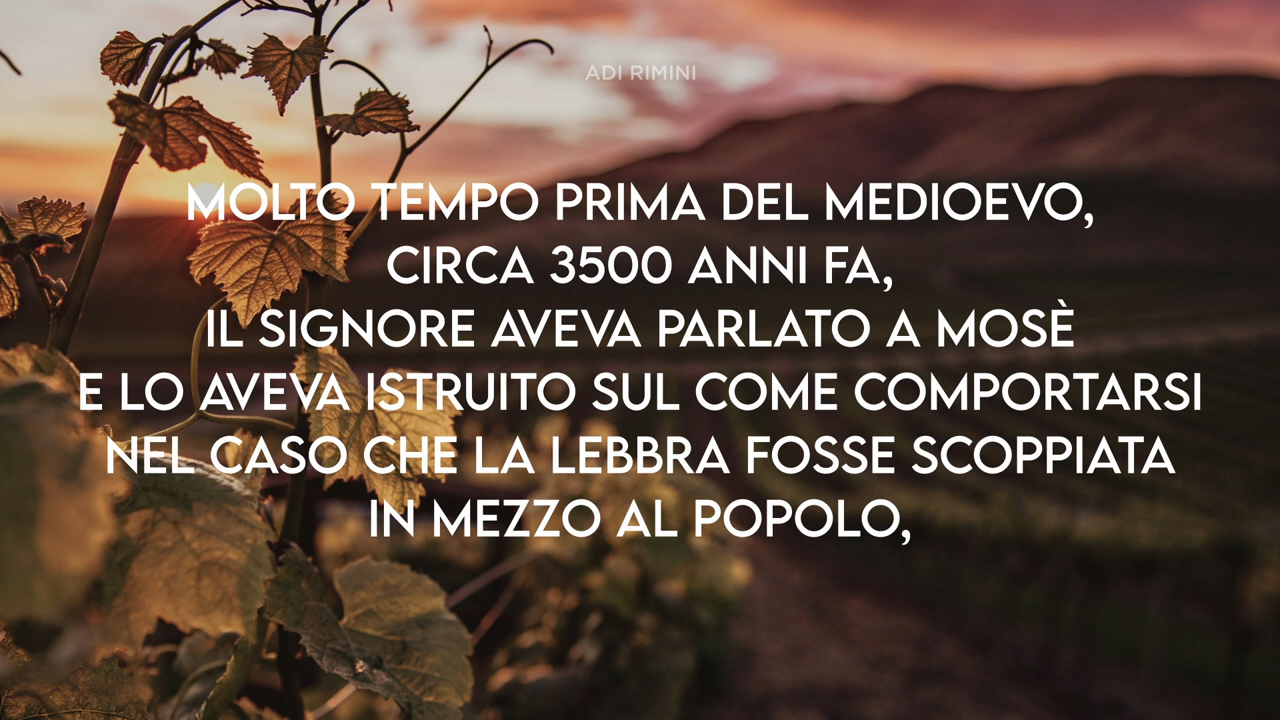 ADI RIMINI
MOLTO TEMPO PRIMA DEL MEDIOEVO,
CIRCA 3500 ANNI FA,
IL SIGNORE AVEVA PARLATO A MOSÈ
E LO AVEVA ISTRUITO SUL COME COMPORTARSI
NEL CASO CHE LA LEBBRA FOSSE SCOPPIATA
IN MEZZO AL POPOLO,